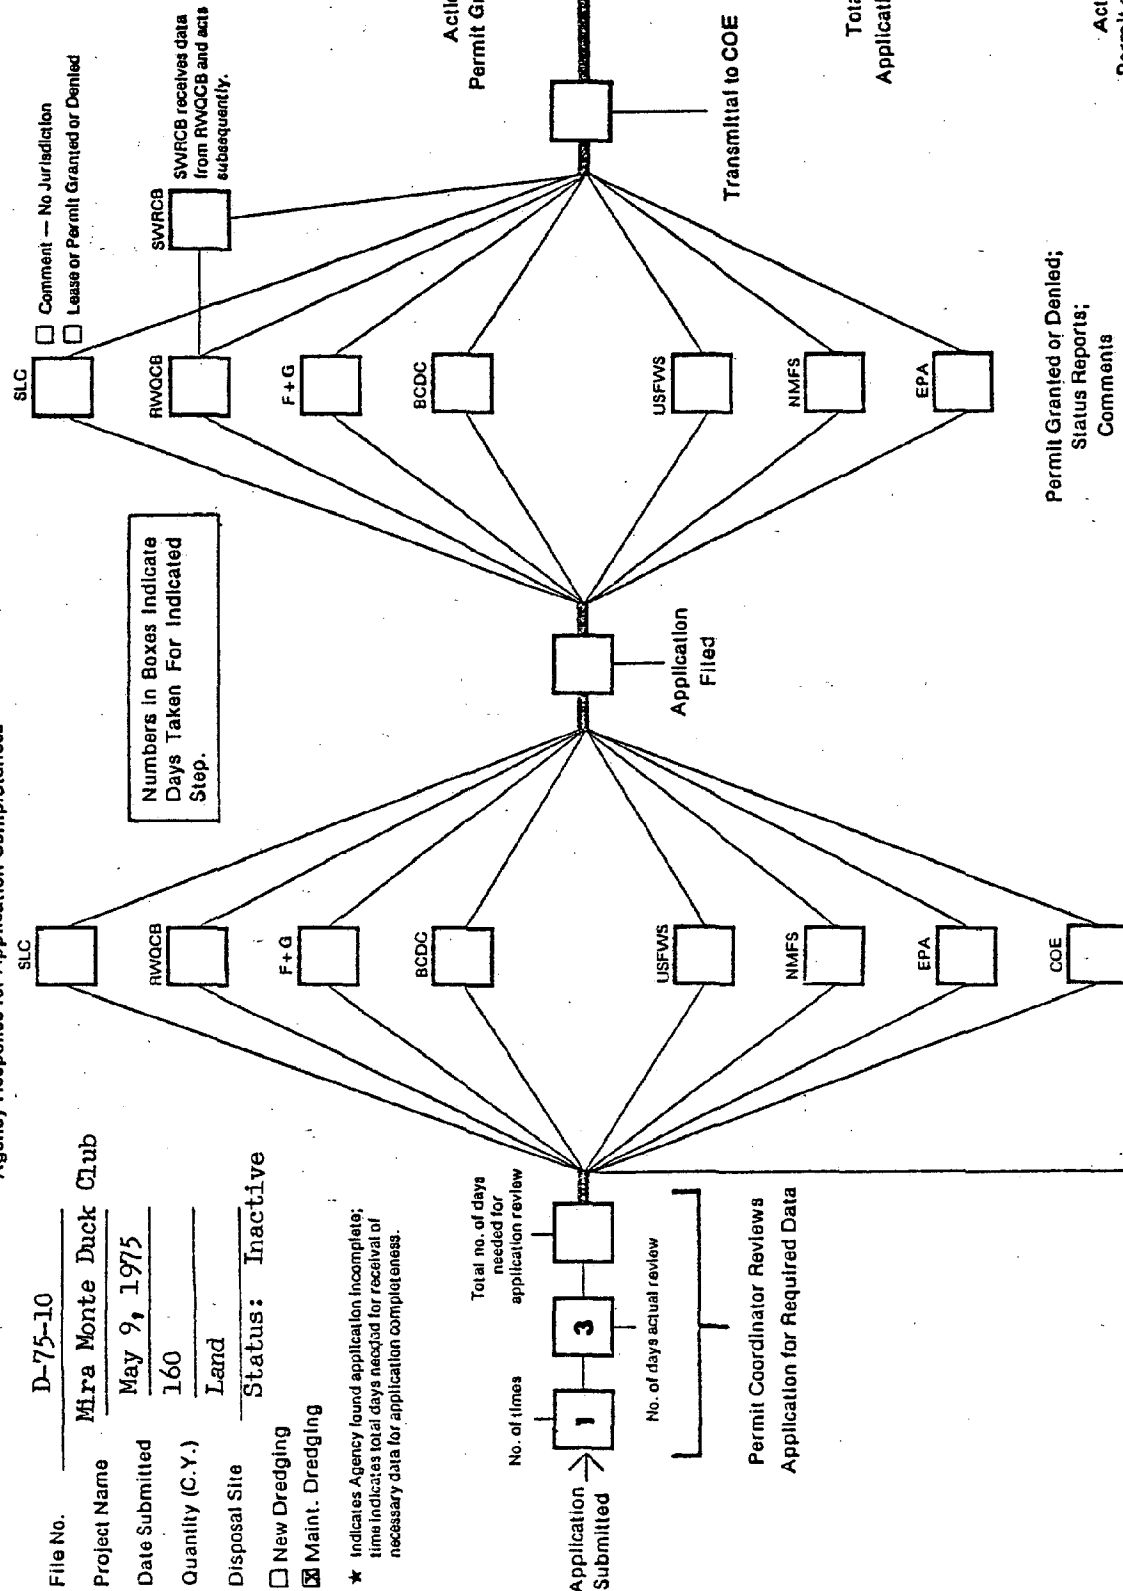 Agency Response for Application Completeness
File No. D-75-10
Project Name Mira Monte Duck Club
Date Submitted May 9, 1975
Quantity (C.Y.) 160
Disposal Site Land
Status: Inactive
☐ New Dredging
☒ Maint. Dredging
★ Indicates Agency found application incomplete;
time indicates total days needed for receival of
necessary data for application completeness.
Application
Submitted
No. of times
1
3
No. of days actual review
Total no. of days
needed for
application review
Permit Coordinator Reviews
Application for Required Data
SLC
RWQCB
F+G
BCDC
USFWS
NMFS
EPA
COE
Numbers in Boxes Indicate
Days Taken For Indicated
Step.
Application
Filed
SLC
☐ Comment — No Jurisdiction
☐ Lease or Permit Granted or Denied
RWQCB
SWRCB
SWRCB receives data
from RWQCB and acts
subsequently.
F+G
BCDC
USFWS
NMFS
EPA
Permit Granted or Denied;
Status Reports;
Comments
Transmittal to COE
Permit